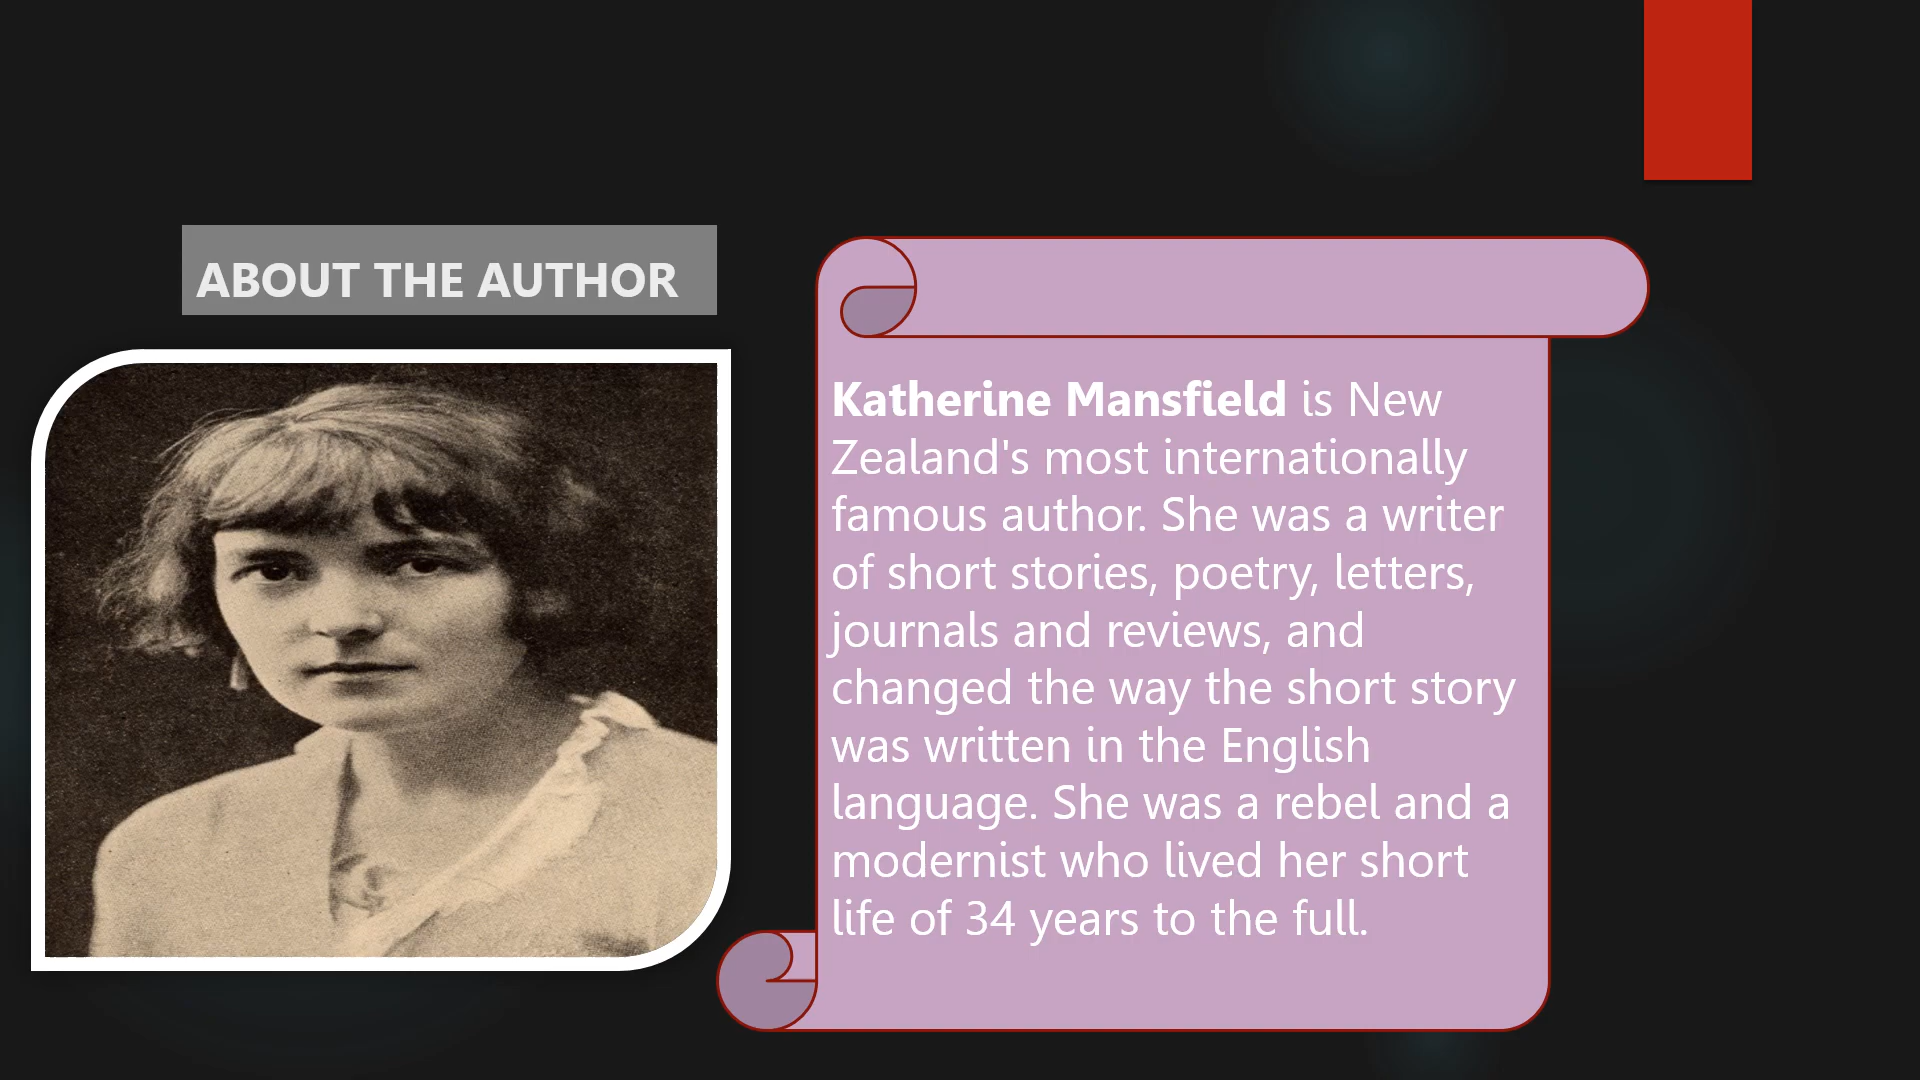 ABOUT THE AUTHOR
Katherine Mansfield is New
Zealand's most internationally
famous author. She was a writer
of short stories, poetry, letters,
journals and reviews, and
changed the way the short story
was written in the English
language. She was a rebel and a
modernist who lived her short
life of 34 years to the full.